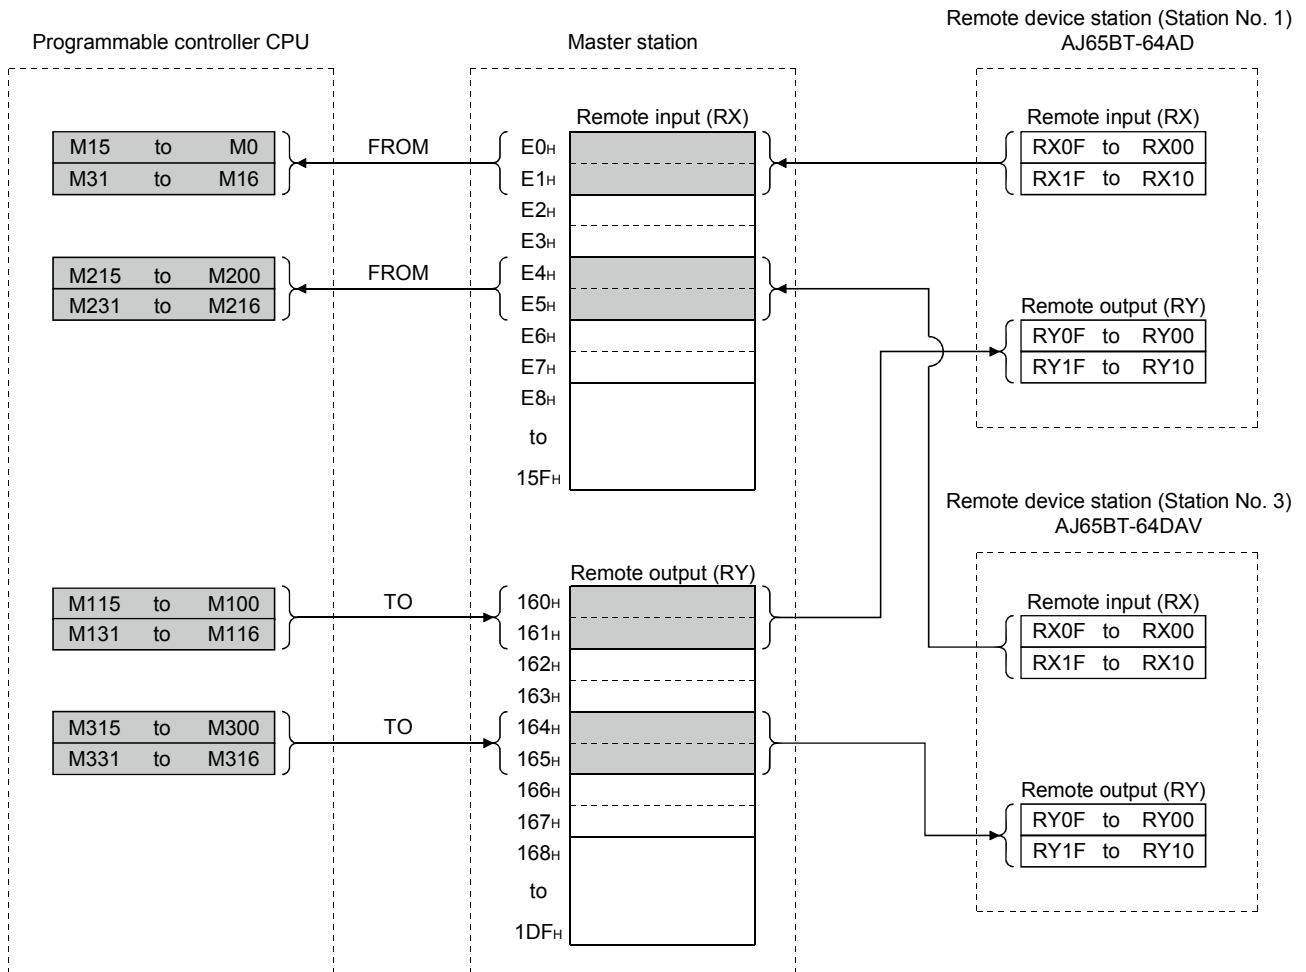 Programmable controller CPU
Master station
Remote device station (Station No. 1)
AJ65BT-64AD
Remote input (RX)
Remote input (RX)
M15 to M0
FROM
E0H
RX0F to RX00
M31 to M16
E1H
RX1F to RX10
E2H
E3H
M215 to M200
FROM
E4H
M231 to M216
E5H
Remote output (RY)
E6H
RY0F to RY00
E7H
RY1F to RY10
E8H
to
15FH
Remote device station (Station No. 3)
AJ65BT-64DAV
Remote output (RY)
M115 to M100
TO
160H
Remote input (RX)
M131 to M116
161H
RX0F to RX00
162H
RX1F to RX10
163H
M315 to M300
TO
164H
M331 to M316
165H
166H
Remote output (RY)
167H
RY0F to RY00
168H
RY1F to RY10
to
1DFH